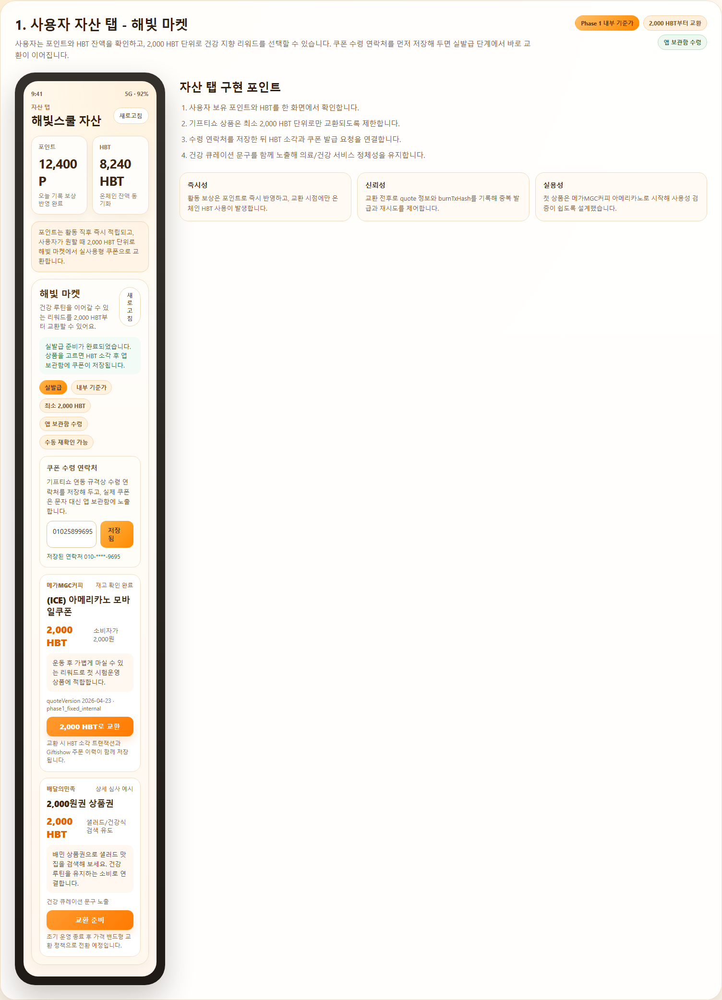 1. 사용자 자산 탭 - 해빛 마켓
사용자는 포인트와 HBT 잔액을 확인하고, 2,000 HBT 단위로 건강 지향 리워드를 선택할 수 있습니다. 쿠폰 수령 연락처를 먼저 저장해 두면 실발급 단계에서 바로 교
환이 이어집니다.
Phase 1 내부 기준가
2,000 HBT부터 교환
앱 보관함 수령
9:41
5G · 92%
자산 탭
해빛스쿨 자산
새로고침
포인트
12,400
P
오늘 기록 보상
반영 완료
HBT
8,240
HBT
온체인 잔액 동
기화
포인트는 활동 직후 즉시 적립되고,
사용자가 원할 때 2,000 HBT 단위로
해빛 마켓에서 실사용형 쿠폰으로 교
환합니다.
해빛 마켓
건강 루틴을 이어갈 수 있
는 리워드를 2,000 HBT부
터 교환할 수 있어요.
새
로
고
침
실발급 준비가 완료되었습니다.
상품을 고르면 HBT 소각 후 앱
보관함에 쿠폰이 저장됩니다.
실발급
내부 기준가
최소 2,000 HBT
앱 보관함 수령
수동 재확인 가능
쿠폰 수령 연락처
기프티쇼 연동 규격상 수령 연
락처를 저장해 두고, 실제 쿠폰
은 문자 대신 앱 보관함에 노출
합니다.
01025899695
저장
됨
저장된 연락처 010-****-9695
메가MGC커피
재고 확인 완료
(ICE) 아메리카노 모바
일쿠폰
2,000
HBT
소비자가
2,000원
운동 후 가볍게 마실 수 있
는 리워드로 첫 시험운영
상품에 적합합니다.
quoteVersion 2026-04-23 ·
phase1_fixed_internal
2,000 HBT로 교환
교환 시 HBT 소각 트랜잭션과
Giftishow 주문 이력이 함께 저장
됩니다.
배달의민족
상세 심사 예시
2,000원권 상품권
2,000
HBT
샐러드/건강식
검색 유도
배민 상품권으로 샐러드 맛
집을 검색해 보세요. 건강
루틴을 유지하는 소비로 연
결합니다.
건강 큐레이션 문구 노출
교환 준비
초기 운영 종료 후 가격 밴드형 교
환 정책으로 전환 예정입니다.
자산 탭 구현 포인트
1. 사용자 보유 포인트와 HBT를 한 화면에서 확인합니다.
2. 기프티쇼 상품은 최소 2,000 HBT 단위로만 교환되도록 제한합니다.
3. 수령 연락처를 저장한 뒤 HBT 소각과 쿠폰 발급 요청을 연결합니다.
4. 건강 큐레이션 문구를 함께 노출해 의료/건강 서비스 정체성을 유지합니다.
즉시성
활동 보상은 포인트로 즉시 반영하고, 교환 시점에만 온
체인 HBT 사용이 발생합니다.
신뢰성
교환 전후로 quote 정보와 burnTxHash를 기록해 중복 발
급과 재시도를 제어합니다.
실용성
첫 상품은 메가MGC커피 아메리카노로 시작해 사용성 검
증이 쉽도록 설계했습니다.